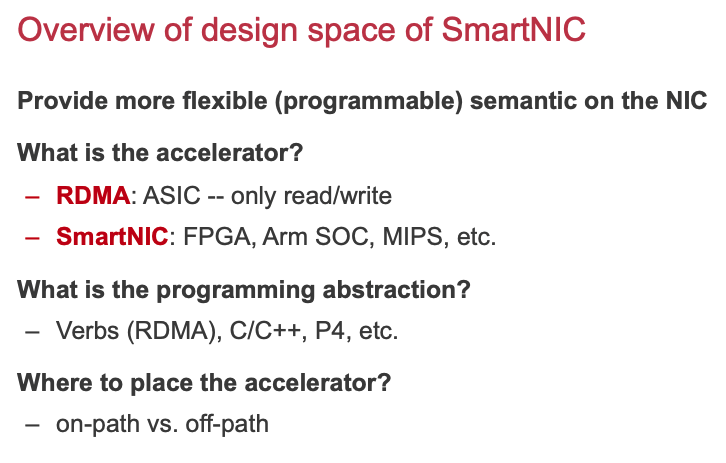 Overview of design space of SmartNIC
Provide more flexible (programmable) semantic on the NIC
What is the accelerator?
– RDMA: ASIC -- only read/write
– SmartNIC: FPGA, Arm SOC, MIPS, etc.
What is the programming abstraction?
– Verbs (RDMA), C/C++, P4, etc.
Where to place the accelerator?
– on-path vs. off-path